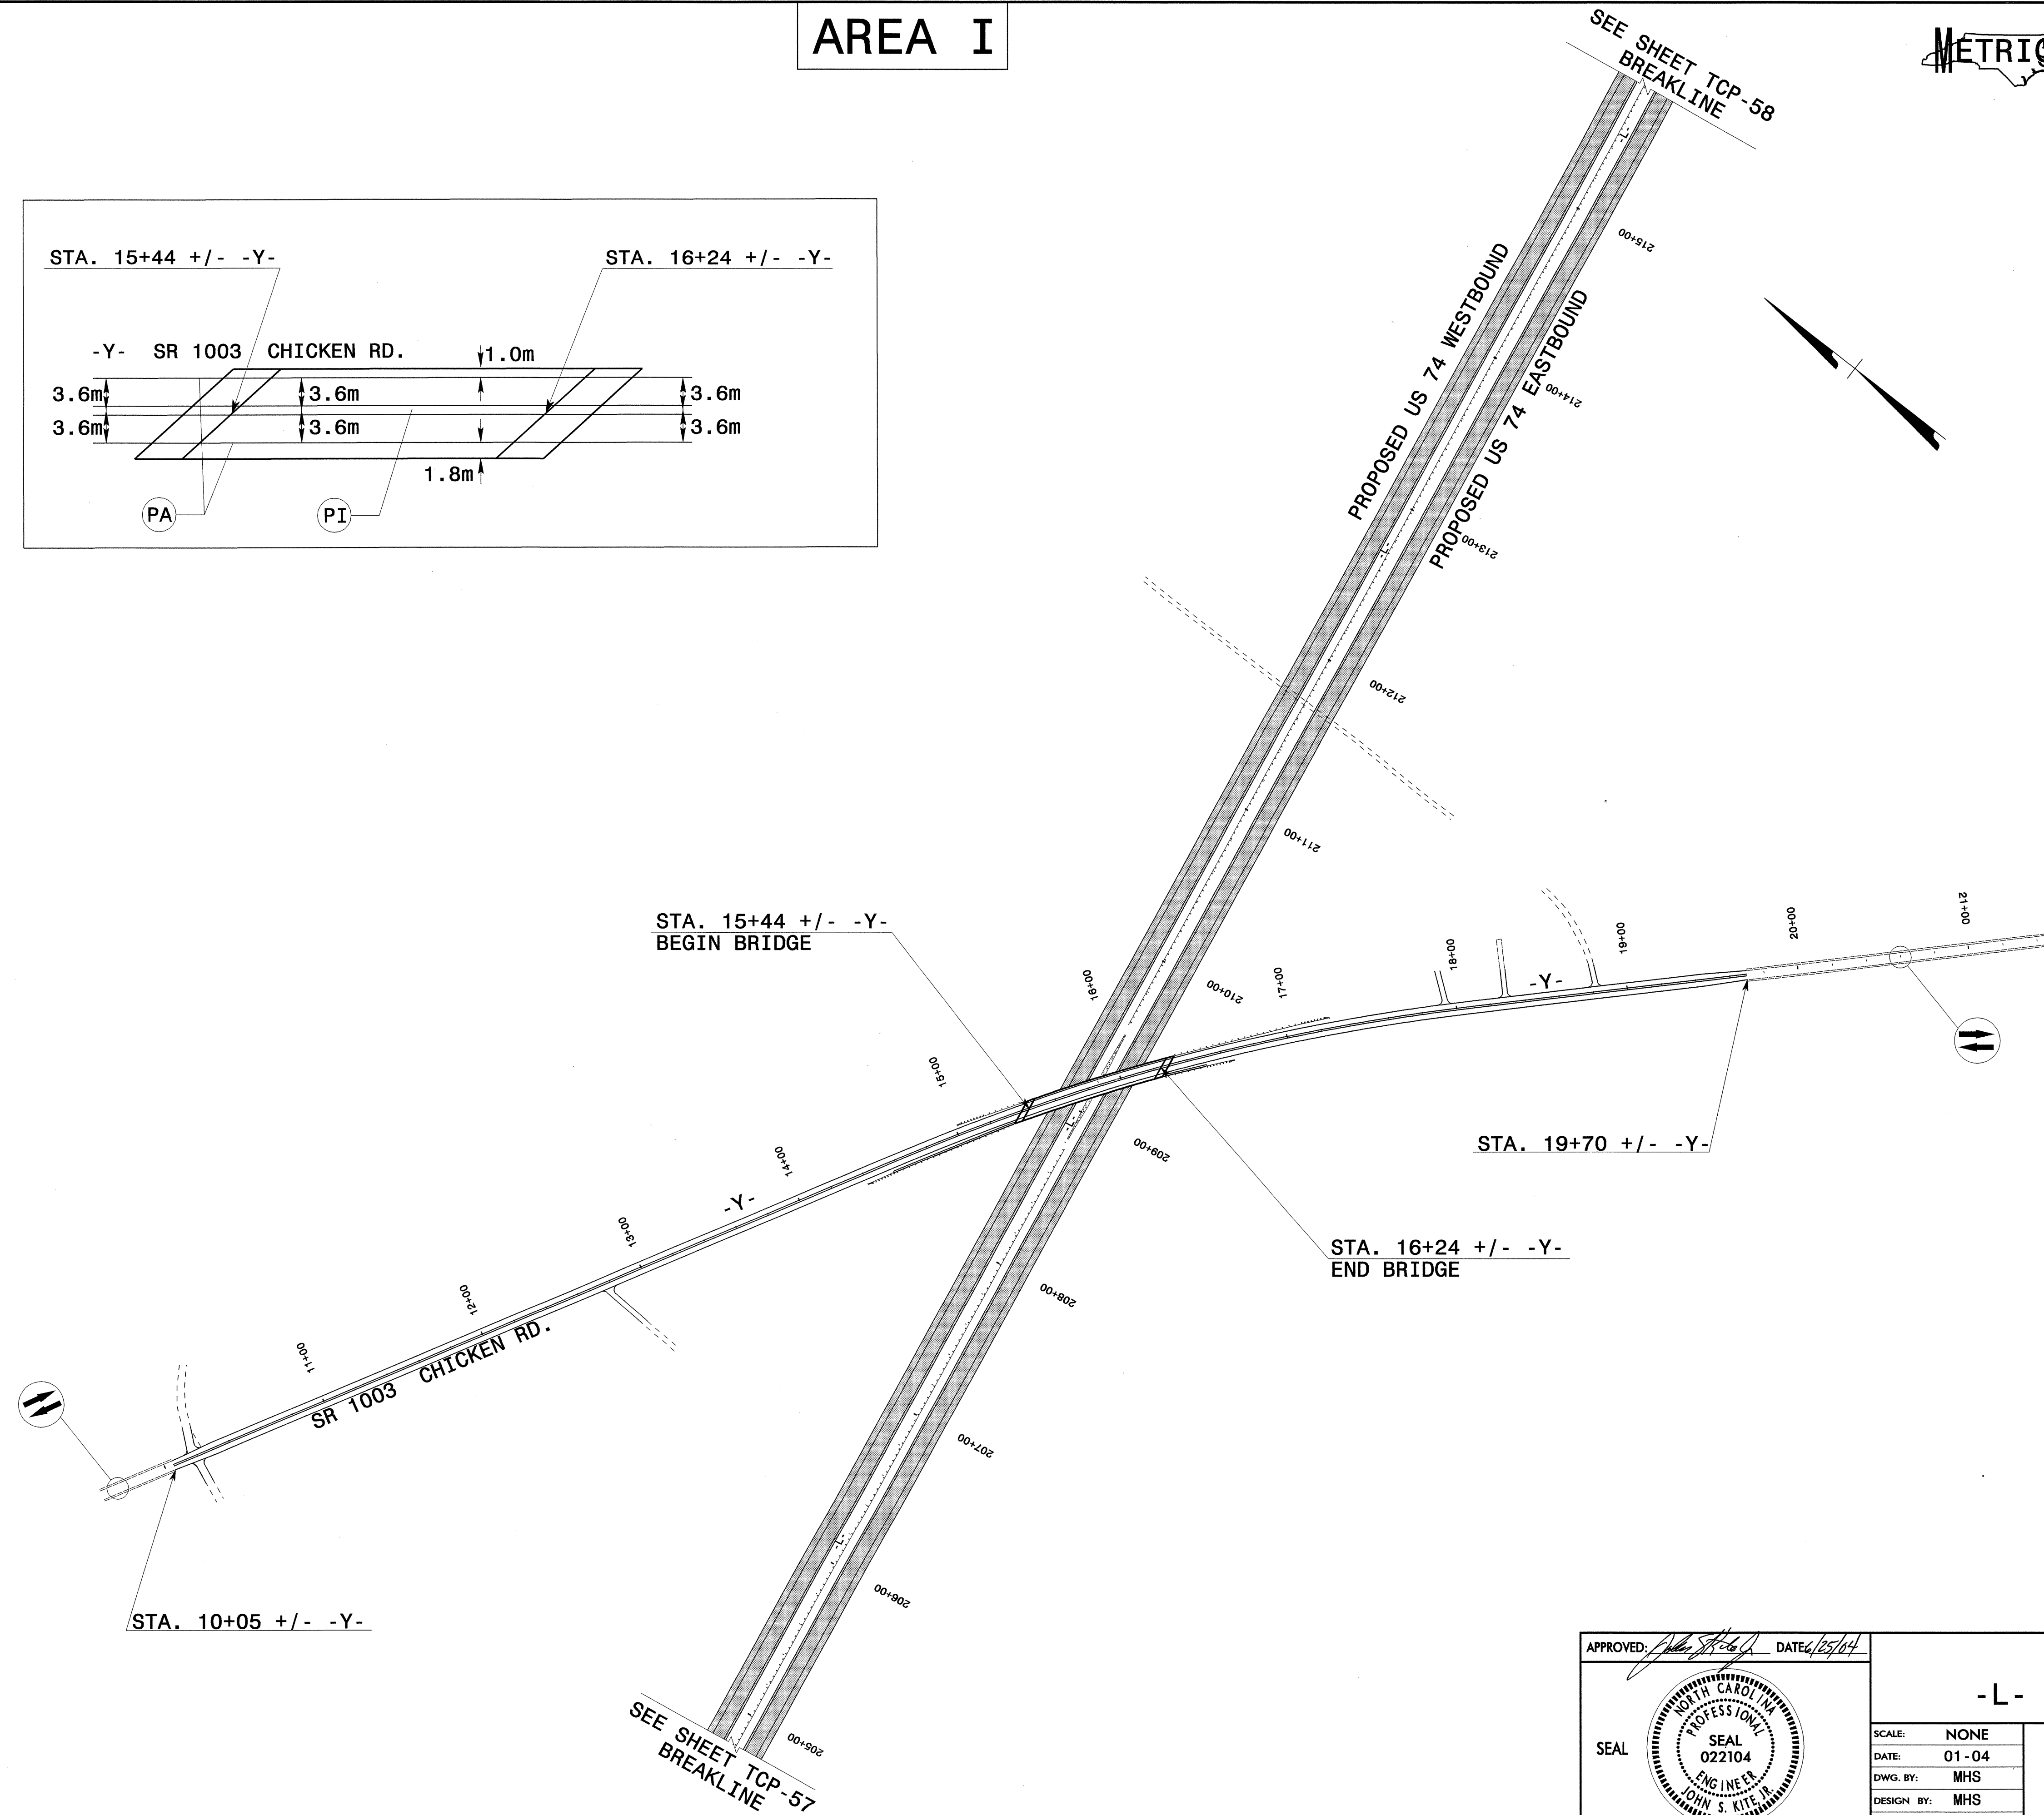 AREA I
METRIC
SEE SHEET TCP-58
BREAKLINE
STA. 15+44 +/- -Y-
STA. 16+24 +/- -Y-
-Y- SR 1003 CHICKEN RD.
1.0m
3.6m
3.6m
3.6m
3.6m
3.6m
3.6m
1.8m
PA
PI
-L-
215+00
PROPOSED US 74 WESTBOUND
PROPOSED US 74 EASTBOUND
214+00
213+00
-L-
212+00
211+00
STA. 15+44 +/- -Y-
BEGIN BRIDGE
16+00
210+00
17+00
18+00
19+00
20+00
21+00
-Y-
15+00
-L-
209+00
STA. 19+70 +/- -Y-
14+00
-Y-
13+00
STA. 16+24 +/- -Y-
END BRIDGE
208+00
12+00
11+00
SR 1003 CHICKEN RD.
207+00
-L-
206+00
STA. 10+05 +/- -Y-
205+00
SEE SHEET TCP-57
BREAKLINE
APPROVED: DATE: 6/25/04
SEAL
NORTH CAROLINA
PROFESSIONAL
SEAL
022104
ENGINEER
JOHN S. KITE, JR.
-L-
SCALE: NONE
DATE: 01-04
DWG. BY: MHS
DESIGN BY: MHS